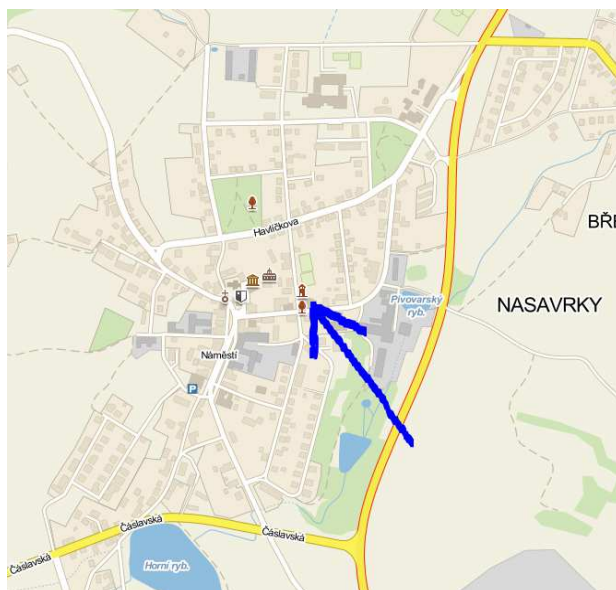 Havlíčkova
BŘE
Pivovarský
ryb.
NASAVRKY
Náměstí
P
Čáslavská
Čáslavská
Čáslavská
Horní ryb.